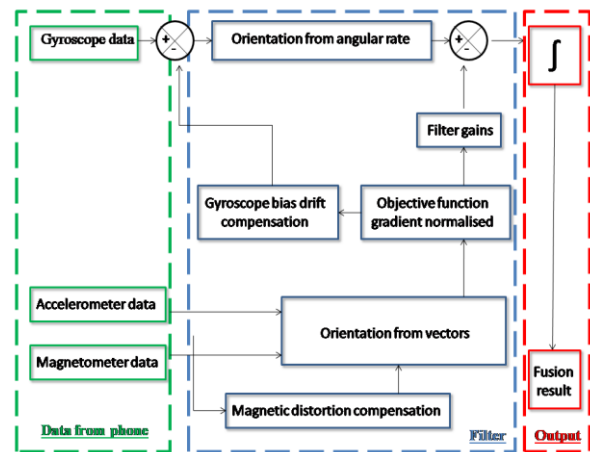 Gyroscope data
+
-
Orientation from angular rate
+
-
∫
Filter gains
Gyroscope bias drift
compensation
Objective function
gradient normalised
Accelerometer data
Orientation from vectors
Magnetometer data
Fusion
result
Magnetic distortion compensation
Data from phone
Filter
Output